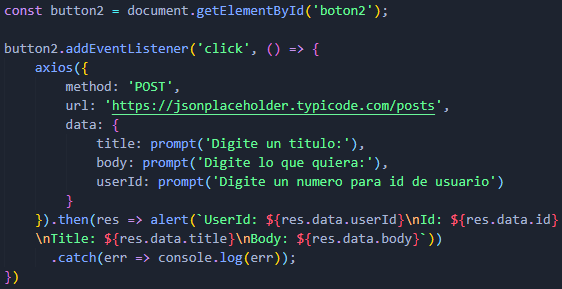 const button2 = document.getElementById('boton2');
button2.addEventListener('click', () => {
axios({
method: 'POST',
url: 'https://jsonplaceholder.typicode.com/posts',
data: {
title: prompt('Digite un titulo:'),
body: prompt('Digite lo que quiera:'),
userId: prompt('Digite un numero para id de usuario')
}
}).then(res => alert(`UserId: ${res.data.userId}\nId: ${res.data.id}
\nTitle: ${res.data.title}\nBody: ${res.data.body}`))
.catch(err => console.log(err));
})